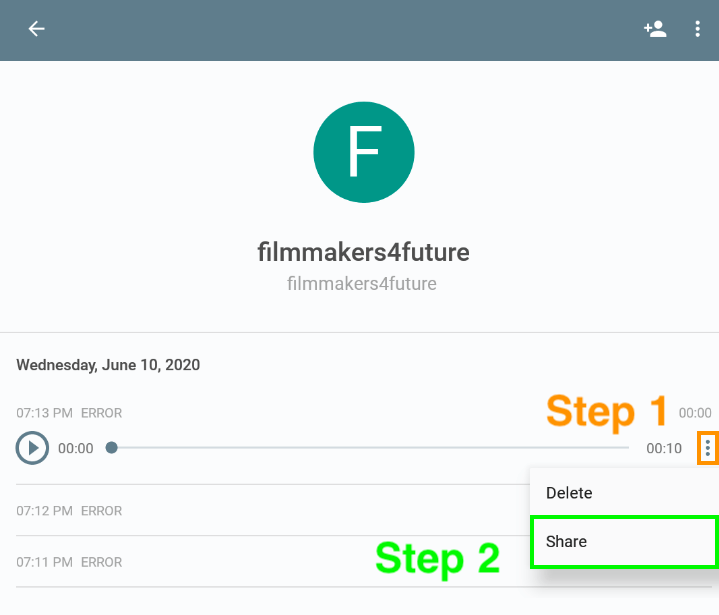 F
filmmakers4future
filmmakers4future
Wednesday, June 10, 2020
07:13 PM ERROR
Step 1
00:00
00:00
00:10
Delete
07:12 PM ERROR
Share
Step 2
07:11 PM ERROR